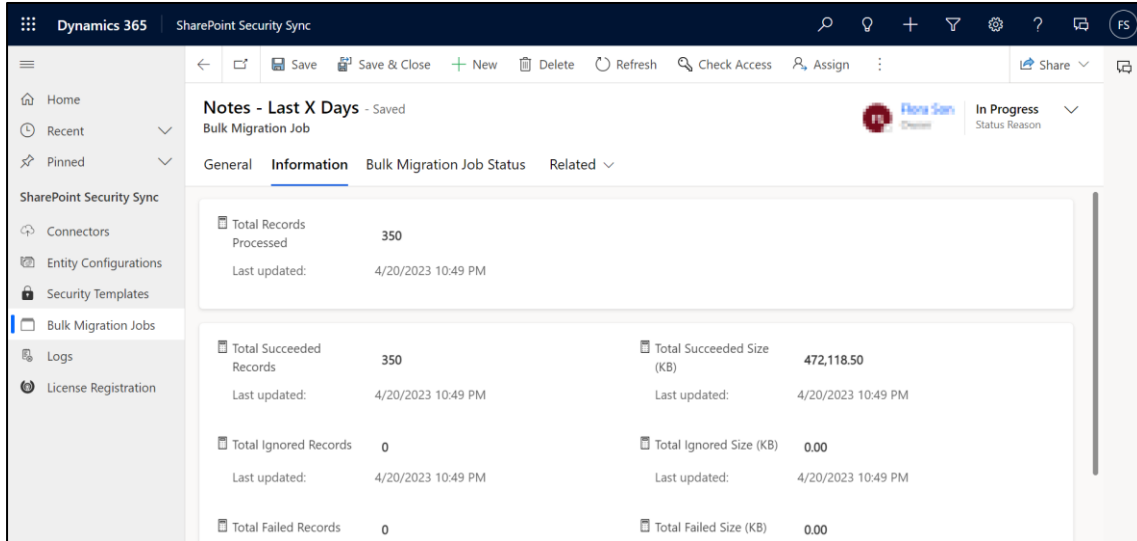 Dynamics 365 SharePoint Security Sync FS
Save Save & Close New Delete Refresh Check Access Assign Share
Home
Recent
Pinned
SharePoint Security Sync
Connectors
Entity Configurations
Security Templates
Bulk Migration Jobs
Logs
License Registration
Notes - Last X Days - Saved
Bulk Migration Job
FS
In Progress
Status Reason
General Information Bulk Migration Job Status Related
Total Records
Processed
350
Last updated: 4/20/2023 10:49 PM
Total Succeeded
Records
350
Last updated: 4/20/2023 10:49 PM
Total Succeeded Size
(KB)
472,118.50
Last updated: 4/20/2023 10:49 PM
Total Ignored Records 0
Last updated: 4/20/2023 10:49 PM
Total Ignored Size (KB) 0.00
Last updated: 4/20/2023 10:49 PM
Total Failed Records 0
Total Failed Size (KB) 0.00